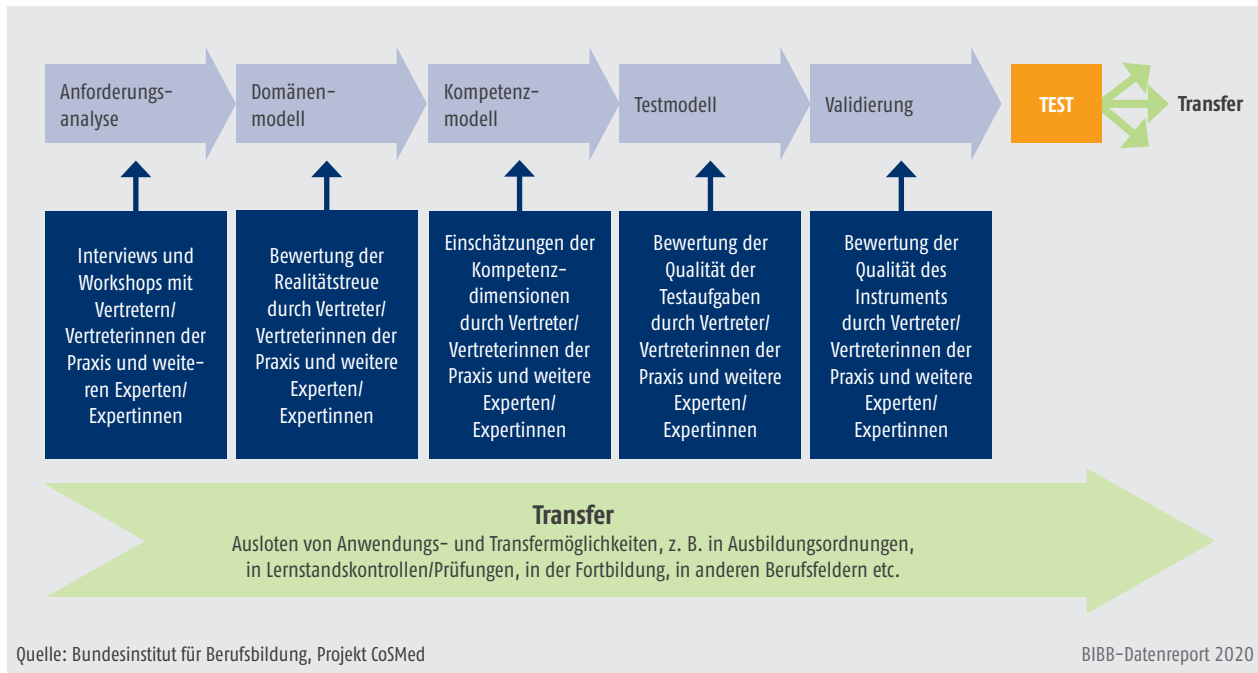 Anforderungs-
analyse
Domänen-
modell
Kompetenz-
modell
Testmodell
Validierung
TEST
Transfer
Interviews und
Workshops mit
Vertretern/
Vertreterinnen der
Praxis und weite-
ren Experten/
Expertinnen
Bewertung der
Realitätstreue
durch Vertreter/
Vertreterinnen der
Praxis und weitere
Experten/
Expertinnen
Einschätzungen der
Kompetenz-
dimensionen
durch Vertreter/
Vertreterinnen der
Praxis und weitere
Experten/
Expertinnen
Bewertung der
Qualität der
Testaufgaben
durch Vertreter/
Vertreterinnen der
Praxis und weitere
Experten/
Expertinnen
Bewertung der
Qualität des
Instruments
durch Vertreter/
Vertreterinnen der
Praxis und weitere
Experten/
Expertinnen
Transfer
Ausloten von Anwendungs- und Transfermöglichkeiten, z. B. in Ausbildungsordnungen,
in Lernstandskontrollen/Prüfungen, in der Fortbildung, in anderen Berufsfeldern etc.
Quelle: Bundesinstitut für Berufsbildung, Projekt CoSMed
BIBB-Datenreport 2020